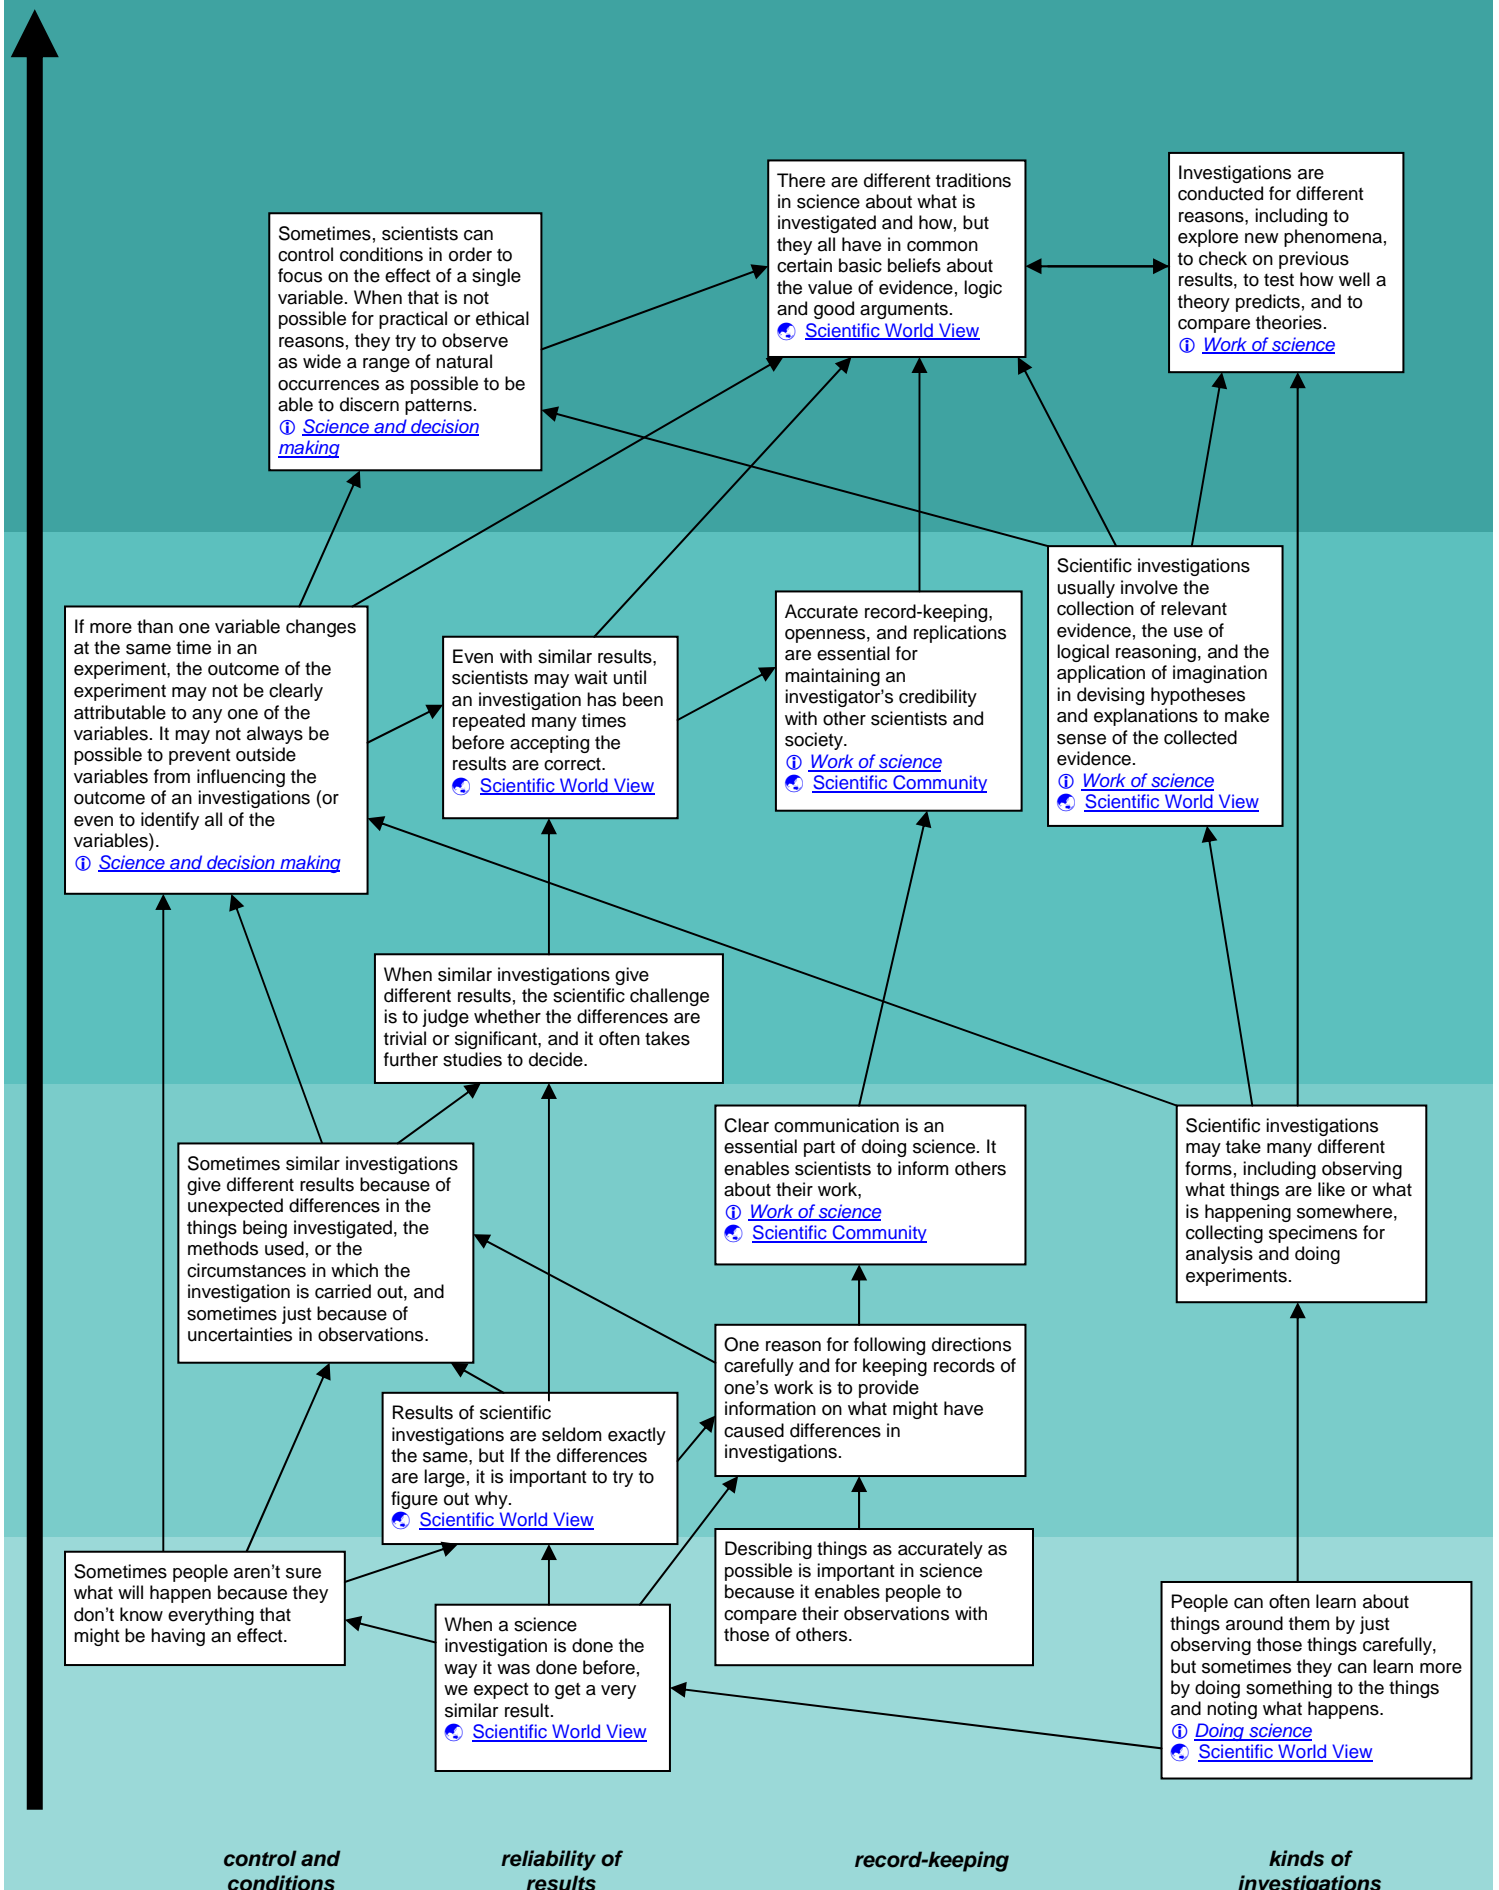 There are different traditions
in science about what is
investigated and how, but
they all have in common
certain basic beliefs about
the value of evidence, logic
and good arguments.
Scientific World View
Investigations are
conducted for different
reasons, including to
explore new phenomena,
to check on previous
results, to test how well a
theory predicts, and to
compare theories.
Work of science
Sometimes, scientists can
control conditions in order to
focus on the effect of a single
variable. When that is not
possible for practical or ethical
reasons, they try to observe
as wide a range of natural
occurrences as possible to be
able to discern patterns.
Science and decision
making
If more than one variable changes
at the same time in an
experiment, the outcome of the
experiment may not be clearly
attributable to any one of the
variables. It may not always be
possible to prevent outside
variables from influencing the
outcome of an investigations (or
even to identify all of the
variables).
Science and decision making
Even with similar results,
scientists may wait until
an investigation has been
repeated many times
before accepting the
results are correct.
Scientific World View
Accurate record-keeping,
openness, and replications
are essential for
maintaining an
investigator’s credibility
with other scientists and
society.
Work of science
Scientific Community
Scientific investigations
usually involve the
collection of relevant
evidence, the use of
logical reasoning, and the
application of imagination
in devising hypotheses
and explanations to make
sense of the collected
evidence.
Work of science
Scientific World View
When similar investigations give
different results, the scientific challenge
is to judge whether the differences are
trivial or significant, and it often takes
further studies to decide.
Sometimes similar investigations
give different results because of
unexpected differences in the
things being investigated, the
methods used, or the
circumstances in which the
investigation is carried out, and
sometimes just because of
uncertainties in observations.
Clear communication is an
essential part of doing science. It
enables scientists to inform others
about their work,
Work of science
Scientific Community
Scientific investigations
may take many different
forms, including observing
what things are like or what
is happening somewhere,
collecting specimens for
analysis and doing
experiments.
One reason for following directions
carefully and for keeping records of
one’s work is to provide
information on what might have
caused differences in
investigations.
Results of scientific
investigations are seldom exactly
the same, but If the differences
are large, it is important to try to
figure out why.
Scientific World View
Describing things as accurately as
possible is important in science
because it enables people to
compare their observations with
those of others.
Sometimes people aren’t sure
what will happen because they
don’t know everything that
might be having an effect.
When a science
investigation is done the
way it was done before,
we expect to get a very
similar result.
Scientific World View
People can often learn about
things around them by just
observing those things carefully,
but sometimes they can learn more
by doing something to the things
and noting what happens.
Doing science
Scientific World View
control and
conditions
reliability of
results
record-keeping
kinds of
investigations